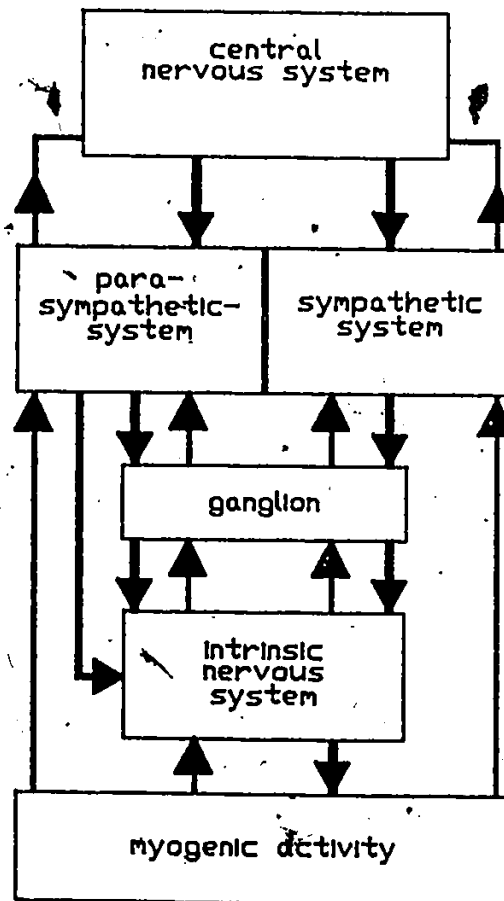 central
nervous system
para-
sympathetic-
system
sympathetic
system
ganglion
intrinsic
nervous
system
myogenic activity